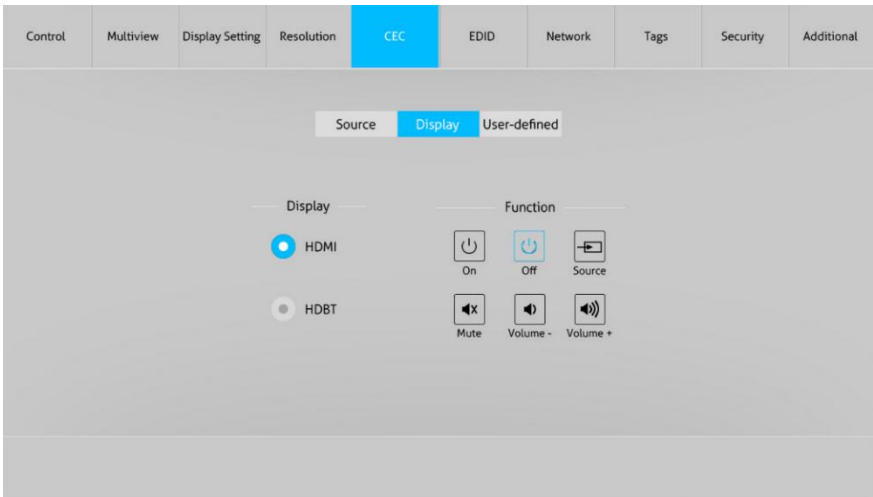 Control Multiview Display Setting Resolution CEC EDID Network Tags Security Additional
Source Display User-defined
Display Function
HDMI
On Off Source
HDBT
Mute Volume - Volume +